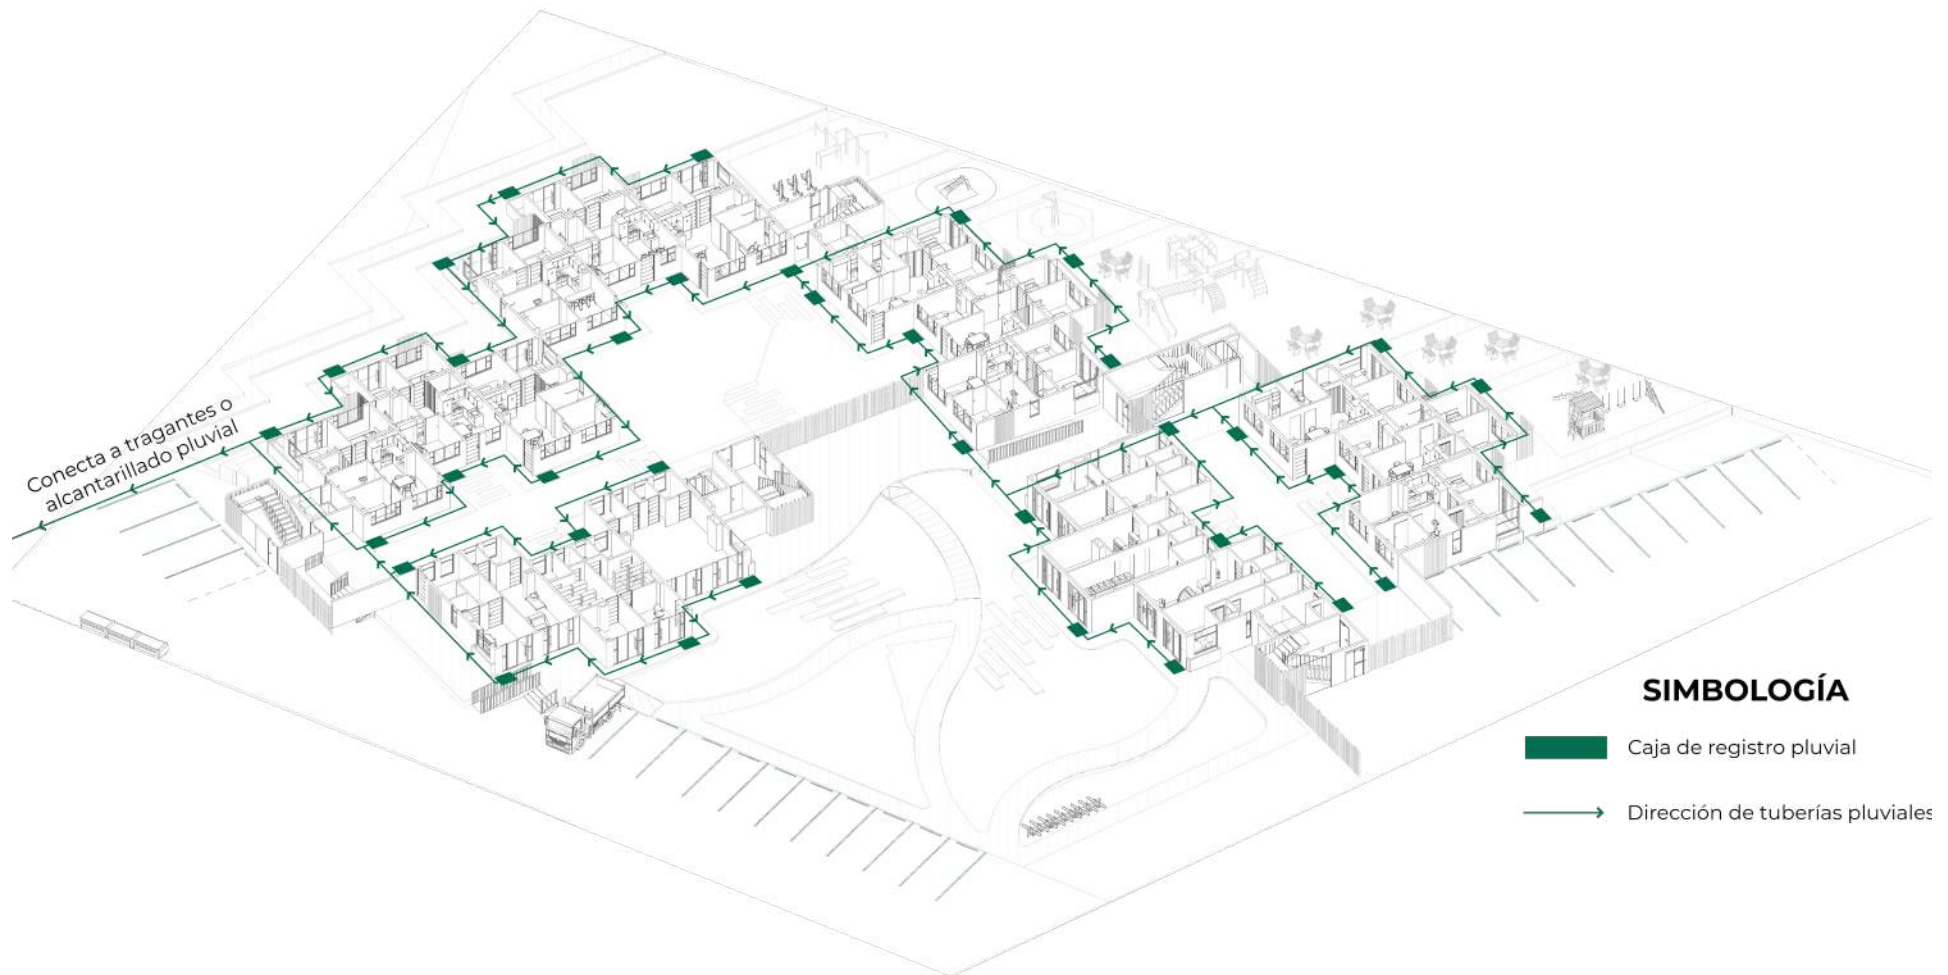 Conecta a tragantes o
alcantarillado pluvial
SIMBOLOGÍA
Caja de registro pluvial
Dirección de tuberías pluviales